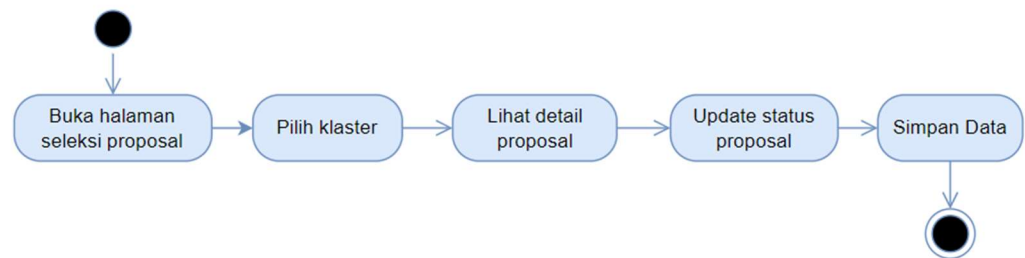 Buka halaman
seleksi proposal
Pilih klaster
Lihat detail
proposal
Update status
proposal
Simpan Data